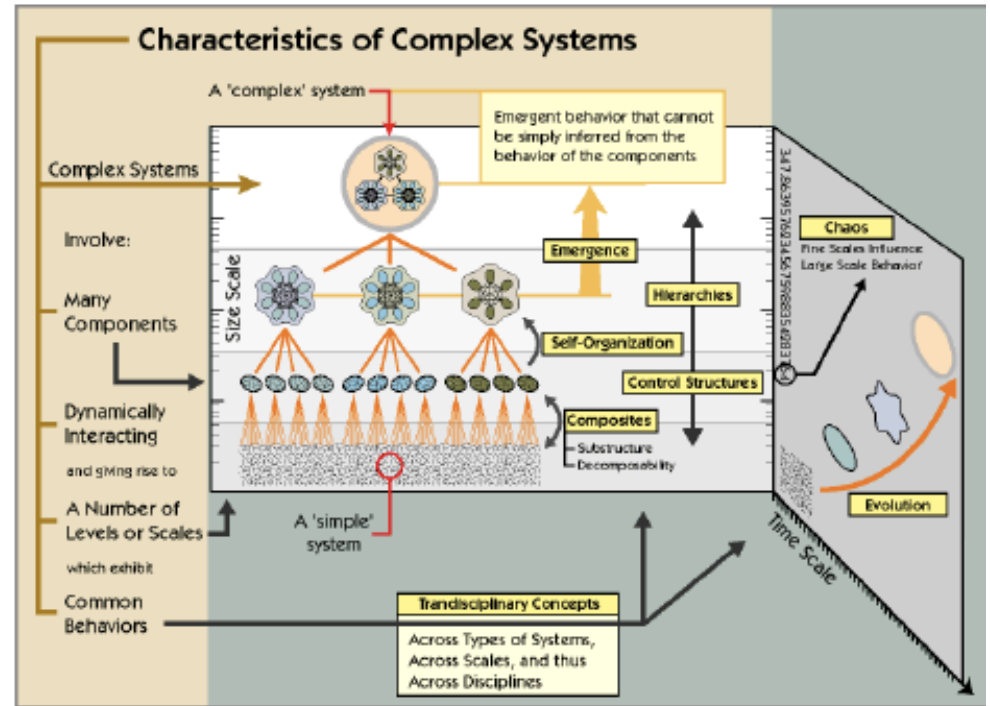 Characteristics of Complex Systems
A 'complex' system
Emergent behavior that cannot
be simply inferred from the
behavior of the components
Complex Systems
Involve:
Many
Components
Dynamically
Interacting
and giving rise to
A Number of
Levels or Scales
which exhibit
Common
Behaviors
Size Scale
Emergence
Hierarchies
Self-Organization
Control Structures
Composites
Substructure
Decomposability
A 'simple'
system
Chaos
Fine Scales Influence
Large Scale Behavior
Evolution
Time Scale
Trandisciplinary Concepts
Across Types of Systems,
Across Scales, and thus
Across Disciplines